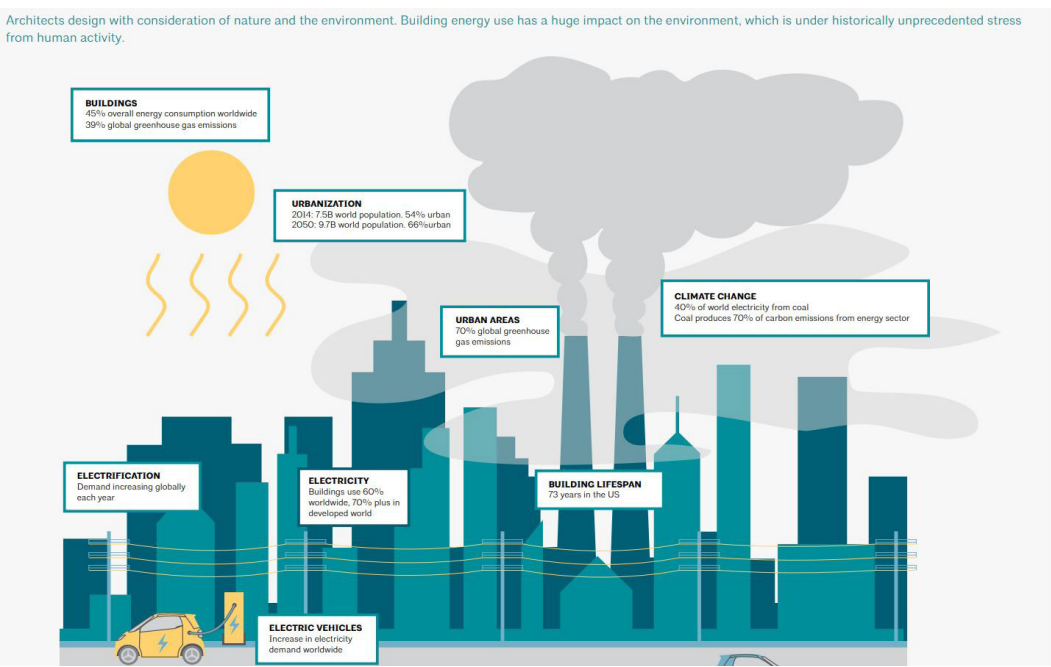 Architects design with consideration of nature and the environment. Building energy use has a huge impact on the environment, which is under historically unprecedented stress
from human activity.
BUILDINGS
45% overall energy consumption worldwide
39% global greenhouse gas emissions
URBANIZATION
2014: 7.5B world population. 54% urban
2050: 9.7B world population. 66%urban
URBAN AREAS
70% global greenhouse
gas emissions
CLIMATE CHANGE
40% of world electricity from coal
Coal produces 70% of carbon emissions from energy sector
ELECTRIFICATION
Demand increasing globally
each year
ELECTRICITY
Buildings use 60%
worldwide, 70% plus in
developed world
BUILDING LIFESPAN
73 years in the US
ELECTRIC VEHICLES
Increase in electricity
demand worldwide